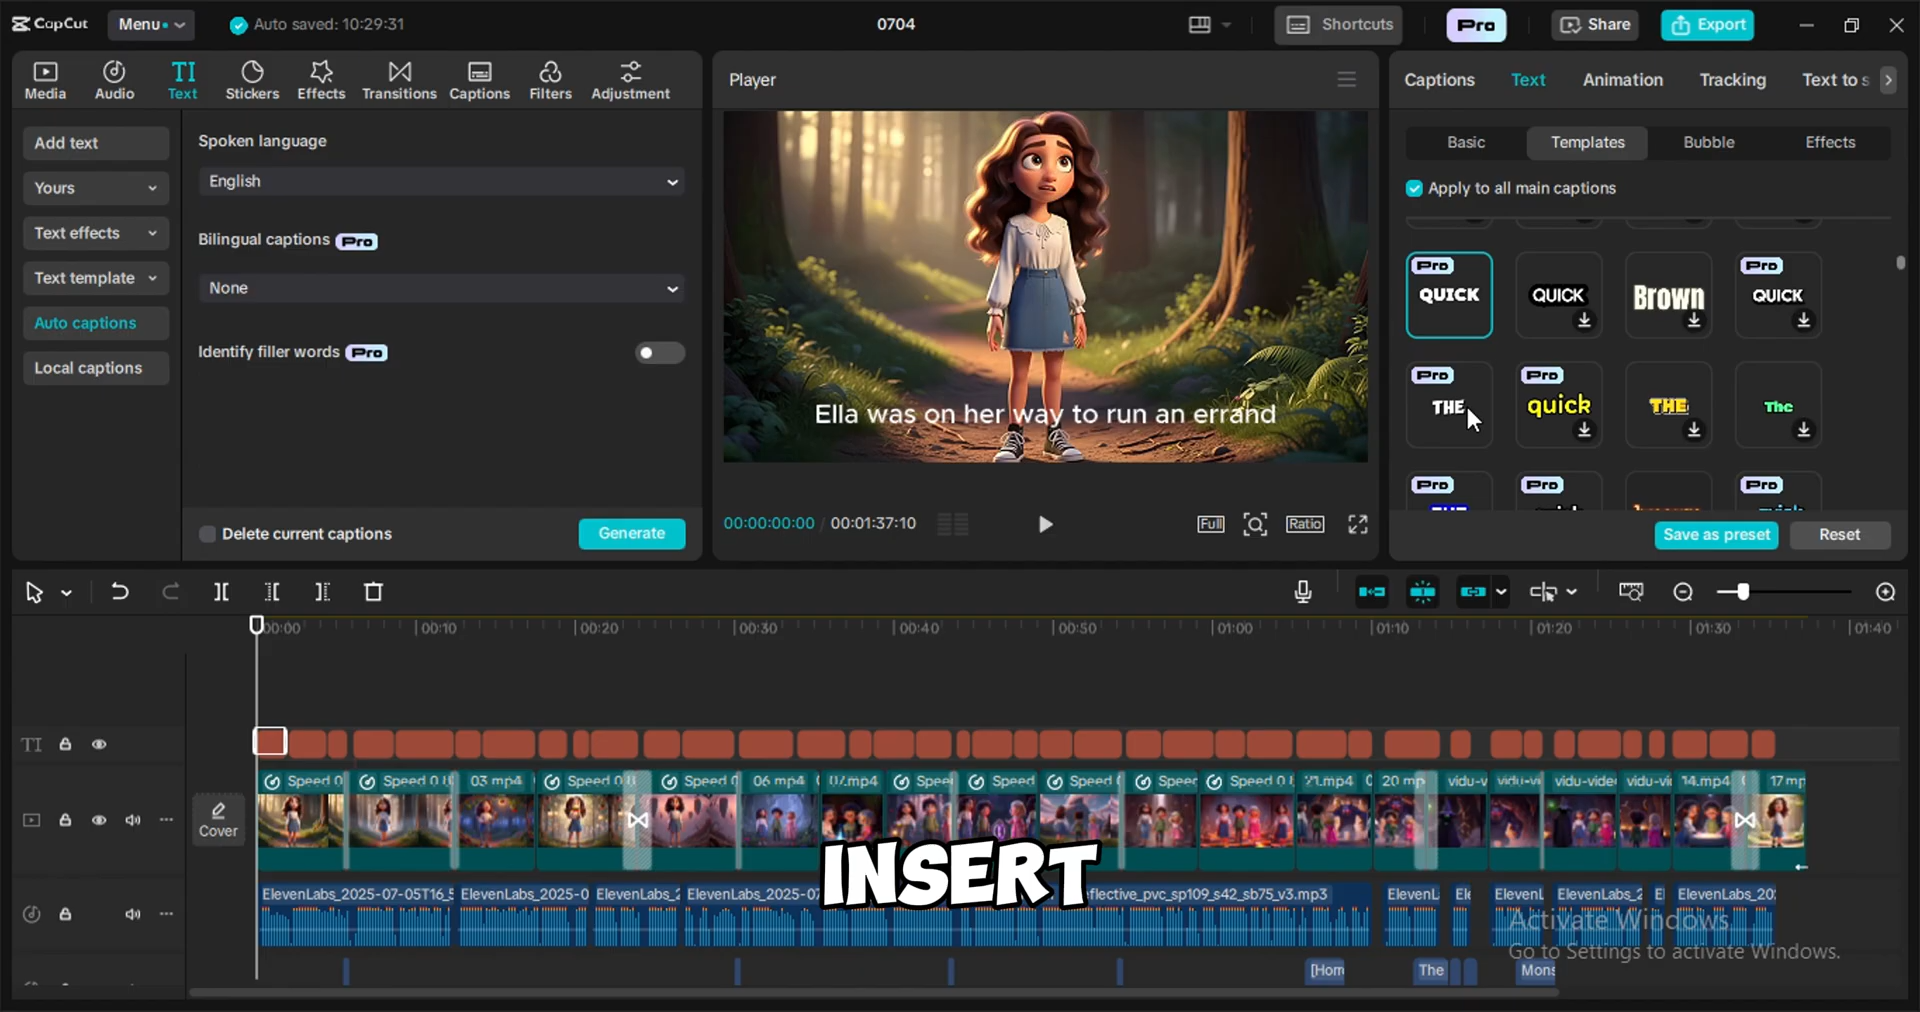 CapCut
Menu
Auto saved: 10:29:31
0704
Shortcuts
Pro
Share
Export
Media
Audio
TI
Text
Stickers
Effects
Transitions
Captions
Filters
Adjustment
Add text
Yours
Text effects
Text template
Auto captions
Local captions
Spoken language
English
Bilingual captions Pro
None
Identify filler words Pro
Delete current captions
Generate
Player
Ella was on her way to run an errand
00:00:00:00 / 00:01:37:10
Full
Ratio
Captions
Text
Animation
Tracking
Text to s
Basic
Templates
Bubble
Effects
Apply to all main captions
Pro
QUICK
QUICK
Brown
Pro
QUICK
Pro
THE
Pro
quick
THE
The
Pro
Pro
Pro
Save as preset
Reset
00:00
00:10
00:20
00:30
00:40
00:50
01:00
01:10
01:20
01:30
01:40
TI
Cover
Speed 0
Speed 0
03 mp4
Speed 0
Speed
06 mp4
07.mp4
Speed
Speed
Speed
Speed
Speed 0
21.mp4
20 mp
vidu-v
vidu-vi
vidu-vide
vidu-vi
14.mp4
17 mp
INSERT
ElevenLabs_2025-07-05T16_5
ElevenLabs_2025-0
ElevenLabs_2
ElevenLabs_2025-07
flective_pvc_sp109_s42_sb75_v3.mp3
ElevenL
Ele
ElevenL
ElevenLabs_2
El
ElevenLabs_20
Activate Windows
Go to Settings to activate Windows.
[Hom
The
Mons